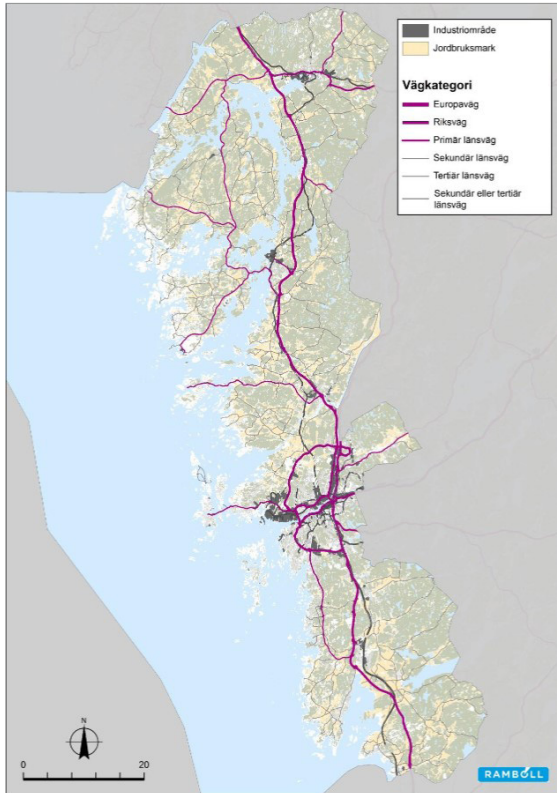 Industriområde
Jordbruksmark
Vägkategori
Europaväg
Riksväg
Primär länsväg
Sekundär länsväg
Tertiär länsväg
Sekundär eller tertiär
länsväg
N
0 20
RAMBOLL